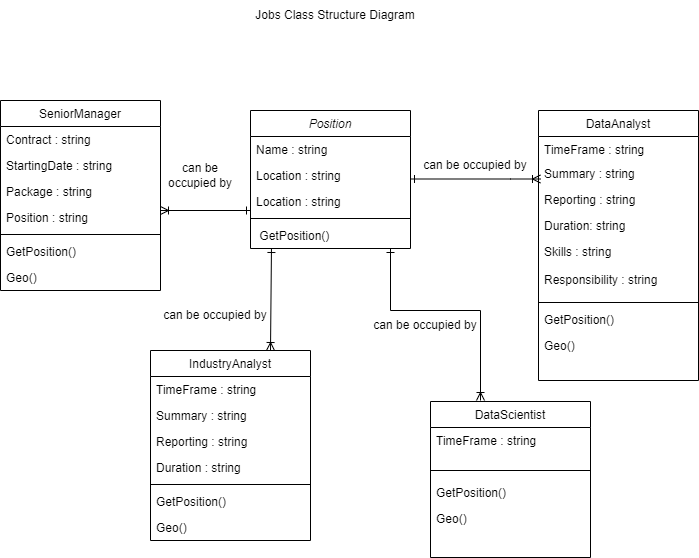 Jobs Class Structure Diagram
SeniorManager
Contract : string
StartingDate : string
Package : string
Position : string
GetPosition()
Geo()
can be
occupied by
Position
Name : string
Location : string
Location : string
GetPosition()
can be occupied by
DataAnalyst
TimeFrame : string
Summary : string
Reporting : string
Duration: string
Skills : string
Responsibility : string
GetPosition()
Geo()
can be occupied by
IndustryAnalyst
TimeFrame : string
Summary : string
Reporting : string
Duration : string
GetPosition()
Geo()
can be occupied by
DataScientist
TimeFrame : string
GetPosition()
Geo()